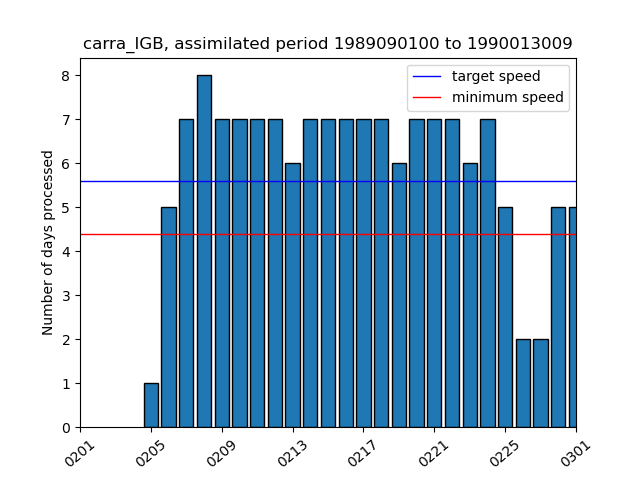 carra_IGB, assimilated period 1989090100 to 1990013009
target speed
minimum speed
Number of days processed
8
7
6
5
4
3
2
1
0
0201 0205 0209 0213 0217 0221 0225 0301